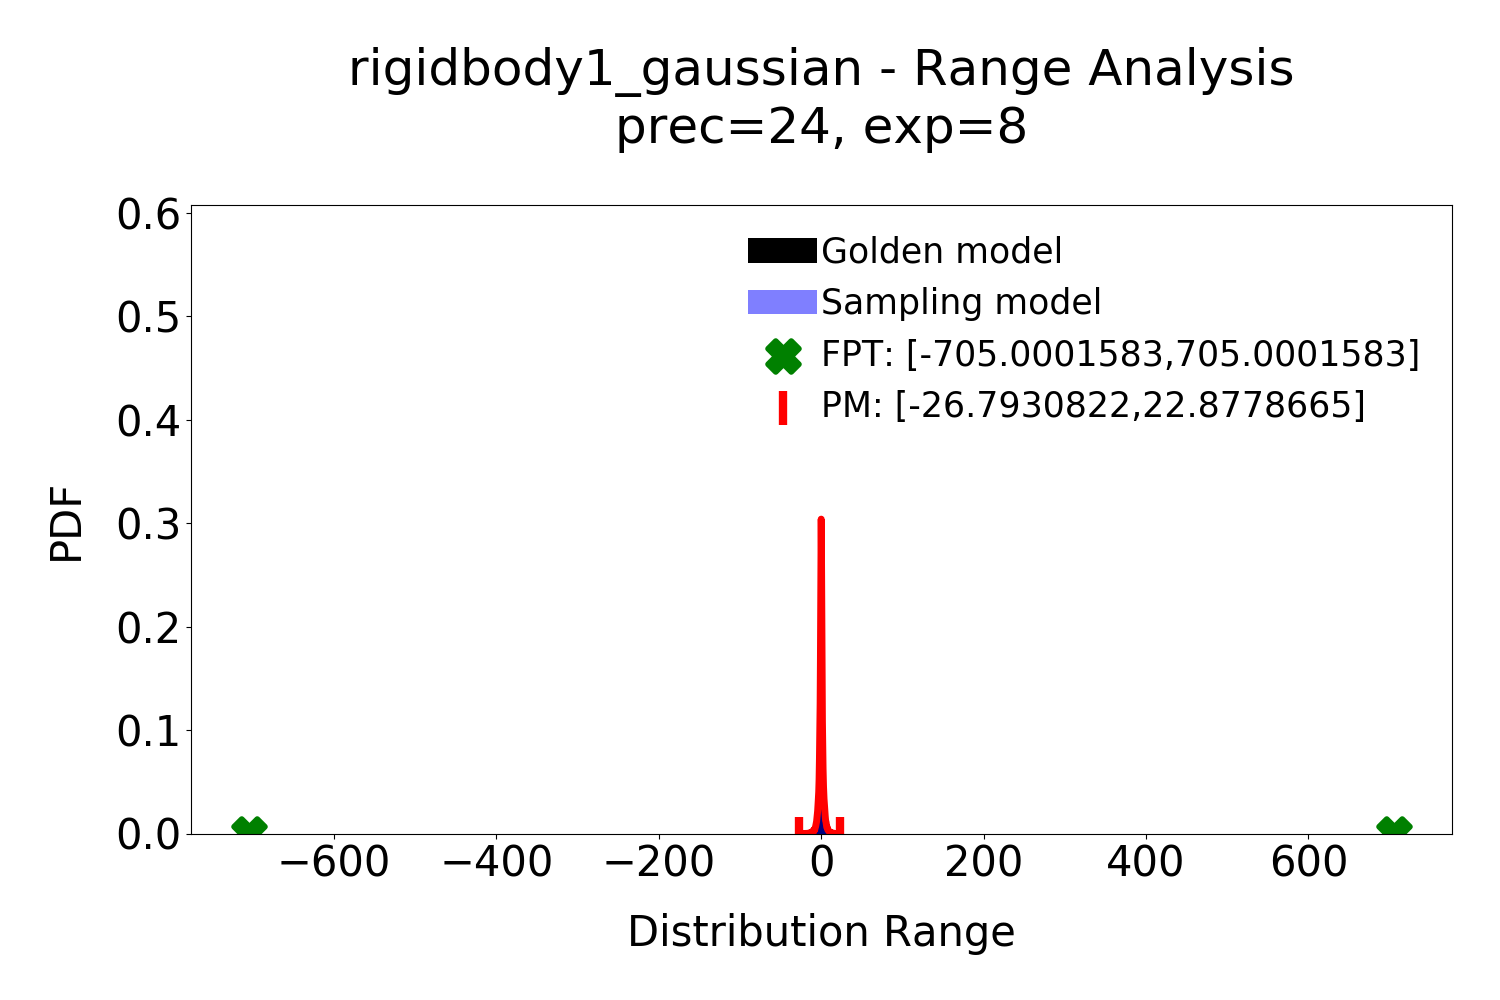 rigidbody1_gaussian - Range Analysis
prec=24, exp=8
0.6
0.5
0.4
0.3
0.2
0.1
0.0
PDF
Golden model
Sampling model
FPT: [-705.0001583,705.0001583]
PM: [-26.7930822,22.8778665]
−600 −400 −200 0 200 400 600
Distribution Range